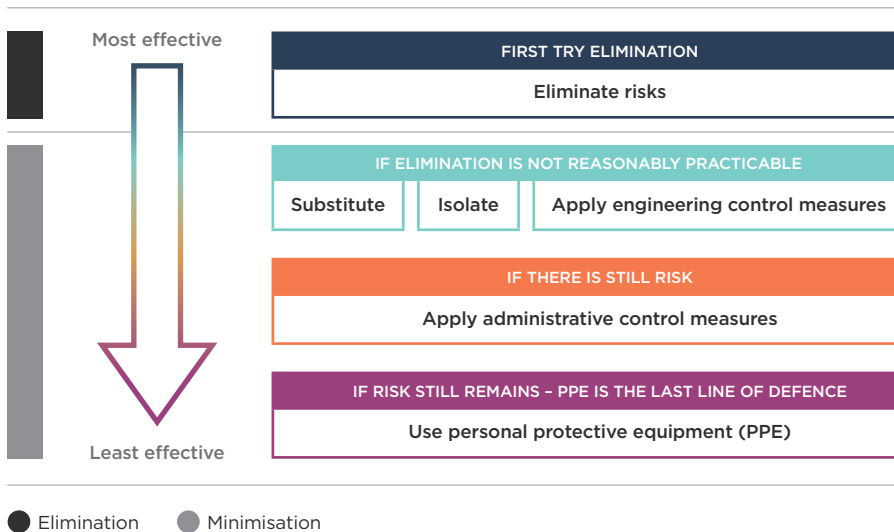 Most effective
FIRST TRY ELIMINATION
Eliminate risks
IF ELIMINATION IS NOT REASONABLY PRACTICABLE
Substitute
Isolate
Apply engineering control measures
IF THERE IS STILL RISK
Apply administrative control measures
IF RISK STILL REMAINS – PPE IS THE LAST LINE OF DEFENCE
Use personal protective equipment (PPE)
Least effective
Elimination
Minimisation